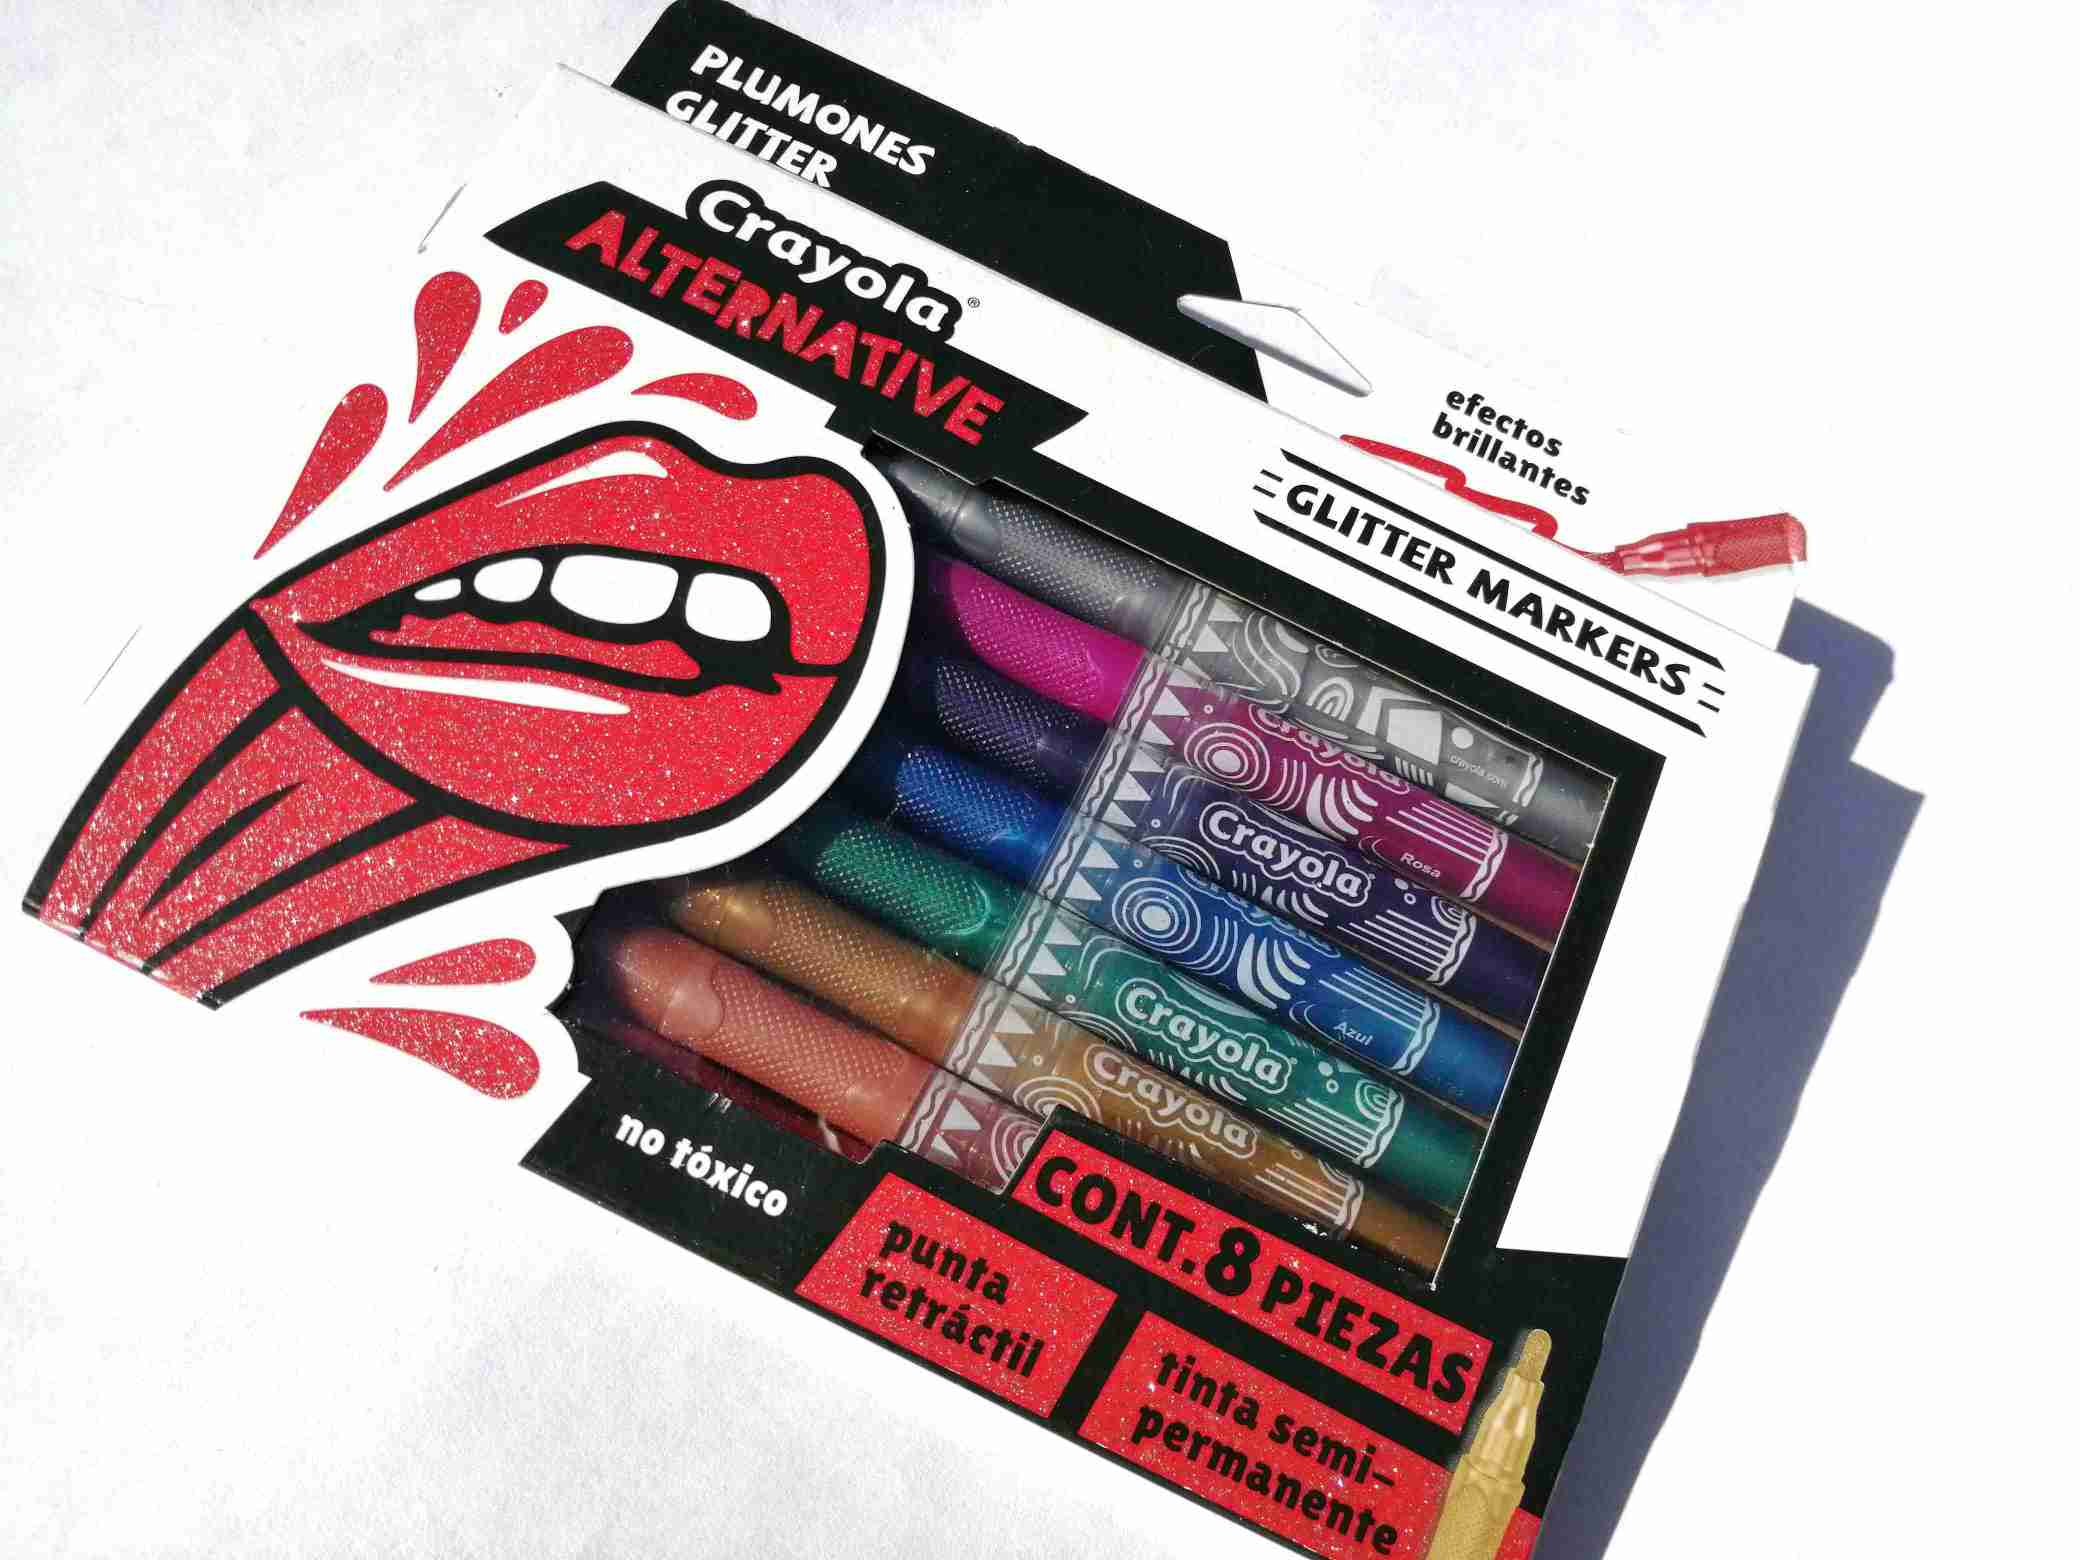 PLUMONES
GLITTER
Crayola®
ALTERNATIVE
efectos
brillantes
GLITTER MARKERS
crayola.com
Crayola
Rosa
Crayola
Crayola
Azul
Crayola
Crayola
no tóxico
CONT. 8 PIEZAS
punta
retráctil
tinta semi-
permanente